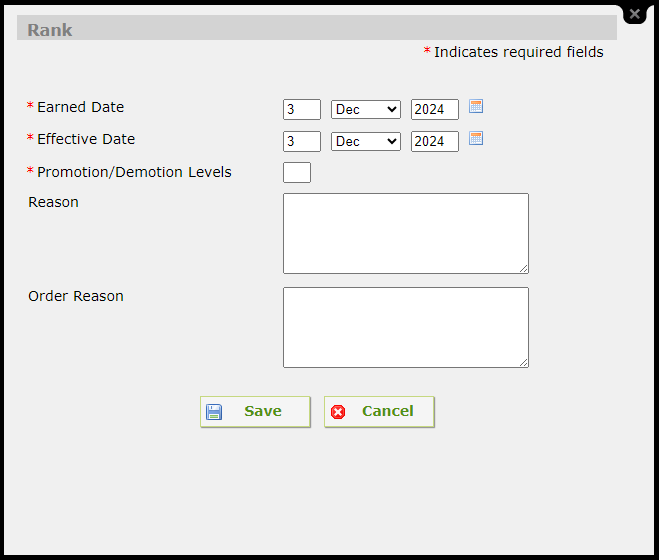 Rank
* Indicates required fields
* Earned Date 3 Dec 2024
* Effective Date 3 Dec 2024
* Promotion/Demotion Levels
Reason
Order Reason
Save Cancel